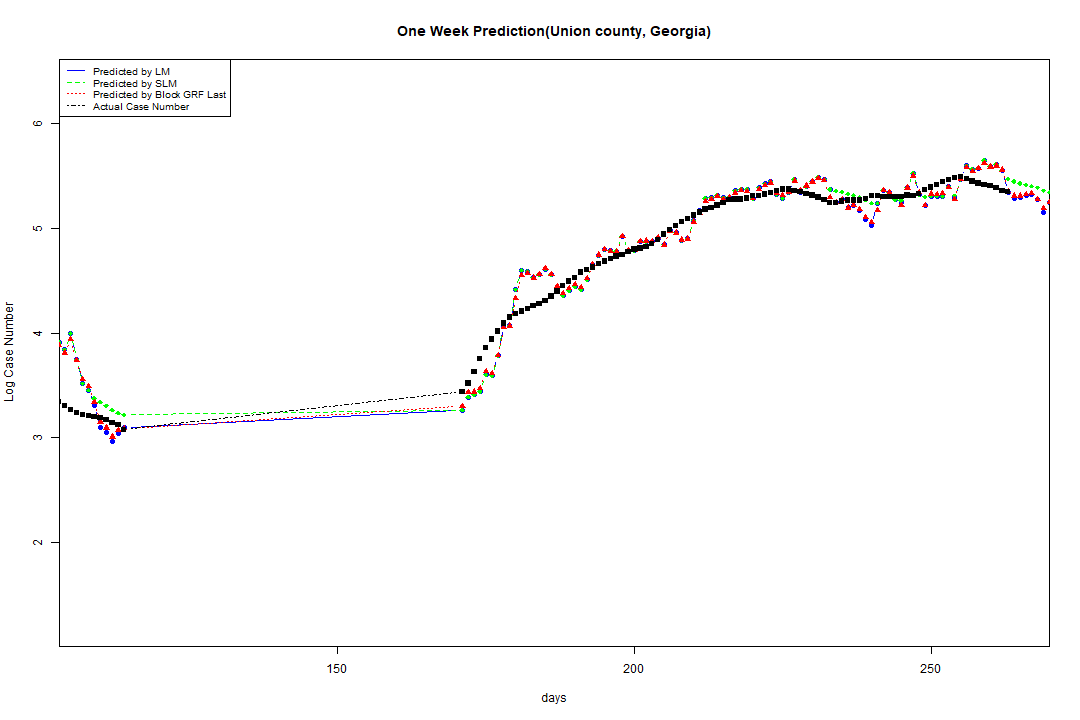 One Week Prediction(Union county, Georgia)
Predicted by LM
Predicted by SLM
Predicted by Block GRF Last
Actual Case Number
6
5
4
3
2
Log Case Number
150 200 250
days